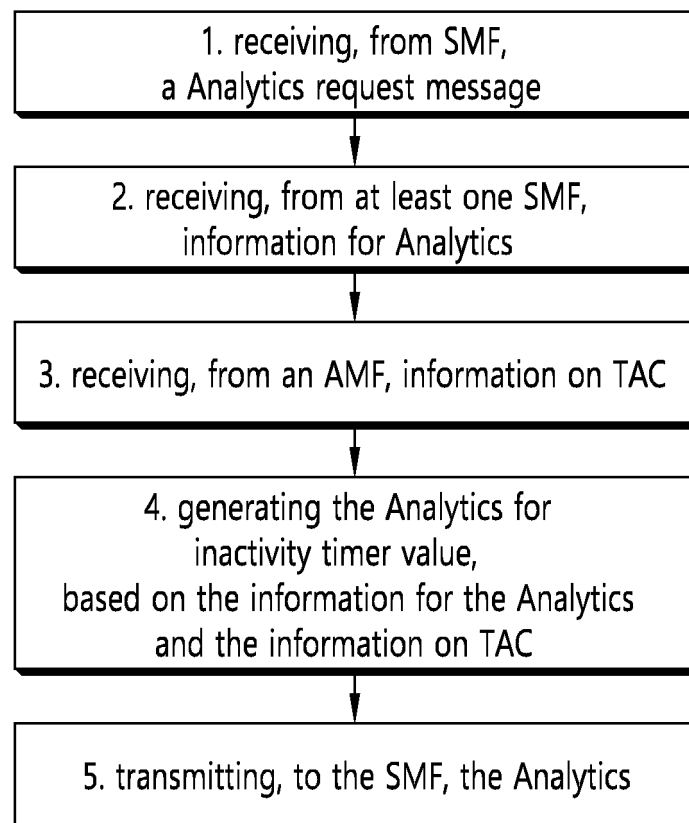 1. receiving, from SMF,
a Analytics request message
2. receiving, from at least one SMF,
information for Analytics
3. receiving, from an AMF, information on TAC
4. generating the Analytics for
inactivity timer value,
based on the information for the Analytics
and the information on TAC
5. transmitting, to the SMF, the Analytics